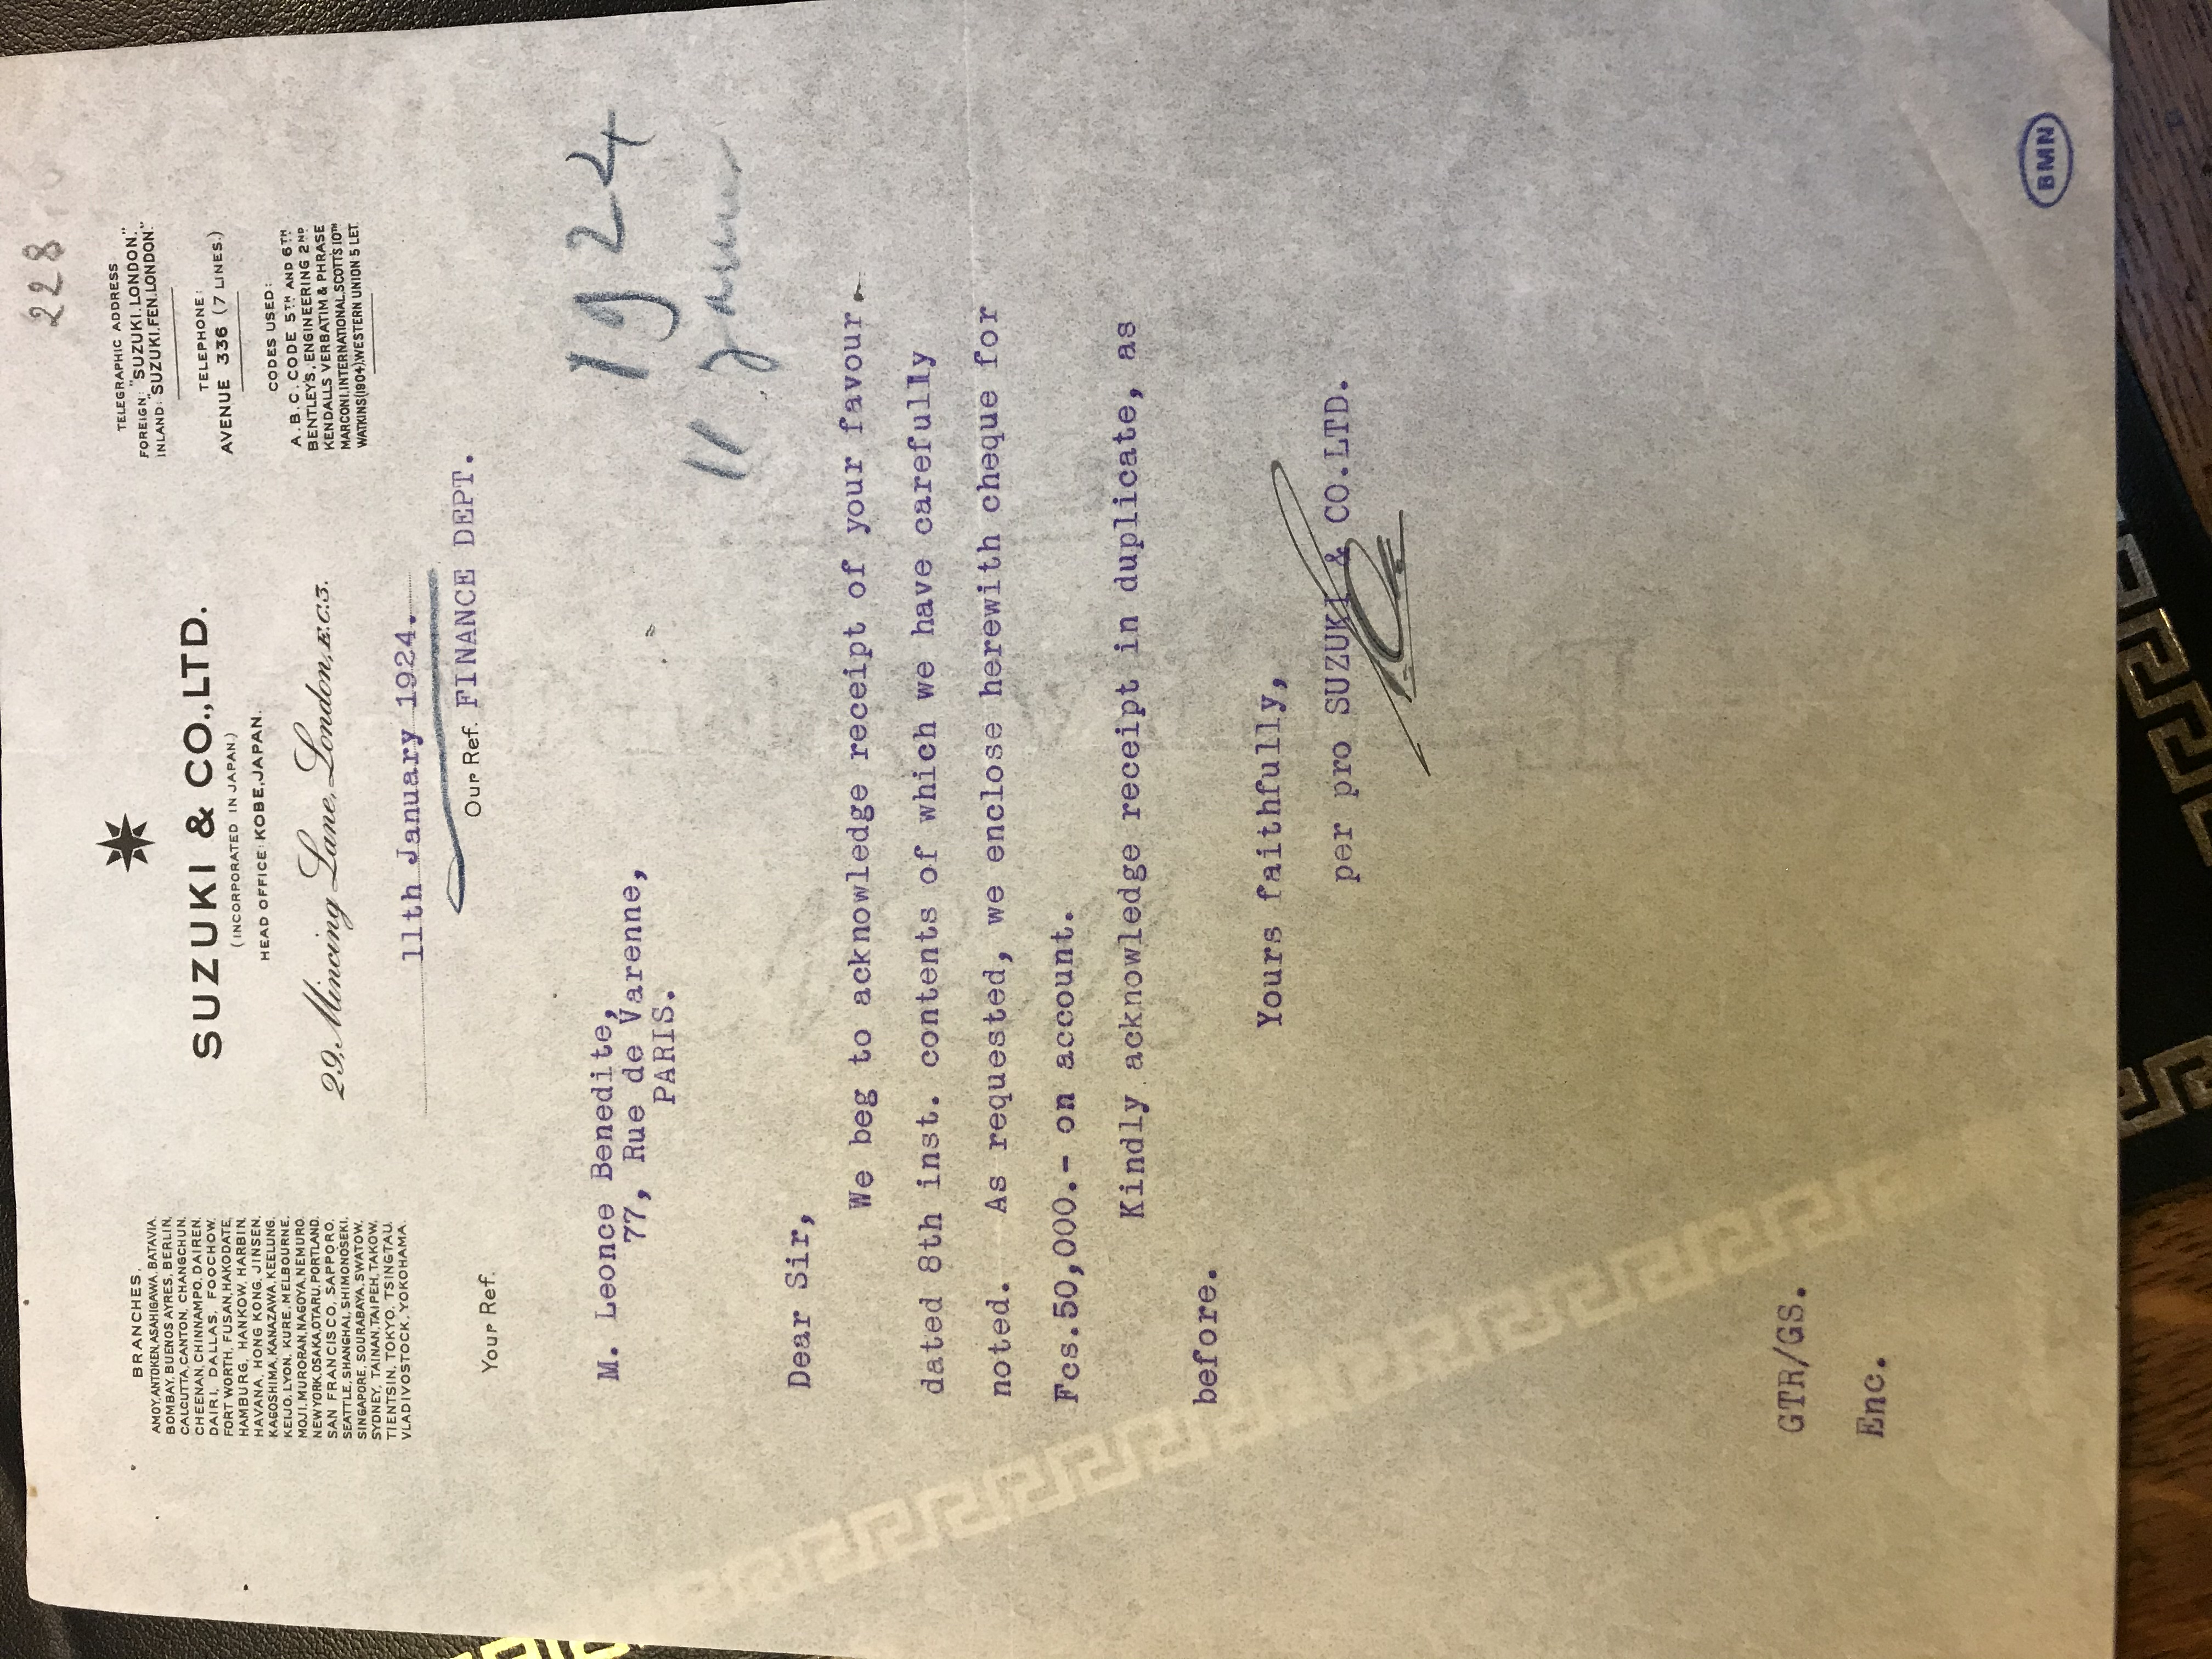 228
BRANCHES.
AMOY, ANTOKEN, ASAHIGAWA, BATAVIA,
BOMBAY, BUENOS AYRES, BERLIN,
CALCUTTA, CANTON, CHANGCHUN,
CHEENAN, CHINNAMPO, DAIREN,
DAIRI, DALLAS, FOOCHOW,
FORT WORTH, FUSAN, HAKODATE,
HAMBURG, HANKOW, HARBIN,
HAVANA, HONG KONG, JINSEN,
KAGOSHIMA, KANAZAWA, KEELUNG,
KEIJO, LYON, KURE, MELBOURNE,
MOJI, MURORAN, NAGOYA, NEMURO,
NEW YORK, OSAKA, OTARU, PORTLAND,
SAN FRANCISCO, SAPPORO,
SEATTLE, SHANGHAI, SHIMONOSEKI,
SINGAPORE, SOURABAYA, SWATOW,
SYDNEY, TAINAN, TAIPEH, TAKOW,
TIENTSIN, TOKYO, TSINGTAU,
VLADIVOSTOCK, YOKOHAMA.
SUZUKI & CO., LTD.
(INCORPORATED IN JAPAN.)
HEAD OFFICE: KOBE, JAPAN.
29, Mincing Lane, London, E.C.3.
TELEGRAPHIC ADDRESS
FOREIGN: "SUZUKI. LONDON."
INLAND: "SUZUKI, FEN. LONDON."
TELEPHONE:
AVENUE 336 (7 LINES.)
CODES USED:
A.B.C. CODE 5TH AND 6TH
BENTLEY'S, ENGINEERING 2ND
KENDALLS VERBATIM & PHRASE
MARCONI. INTERNATIONAL, SCOTT'S 10TH
WATKINS (1904), WESTERN UNION 5 LET.
11th January 1924.
Your Ref.
Our Ref. FINANCE DEPT.
1924
11
M. Leonce Benedite,
77, Rue de Varenne,
PARIS.
Dear Sir,
We beg to acknowledge receipt of your favour
dated 8th inst. contents of which we have carefully
noted. As requested, we enclose herewith cheque for
Fcs.50,000.- on account.
Kindly acknowledge receipt in duplicate, as
before.
Yours faithfully,
per pro SUZUKI & CO.LTD.
GTR/GS.
Enc.
BMN